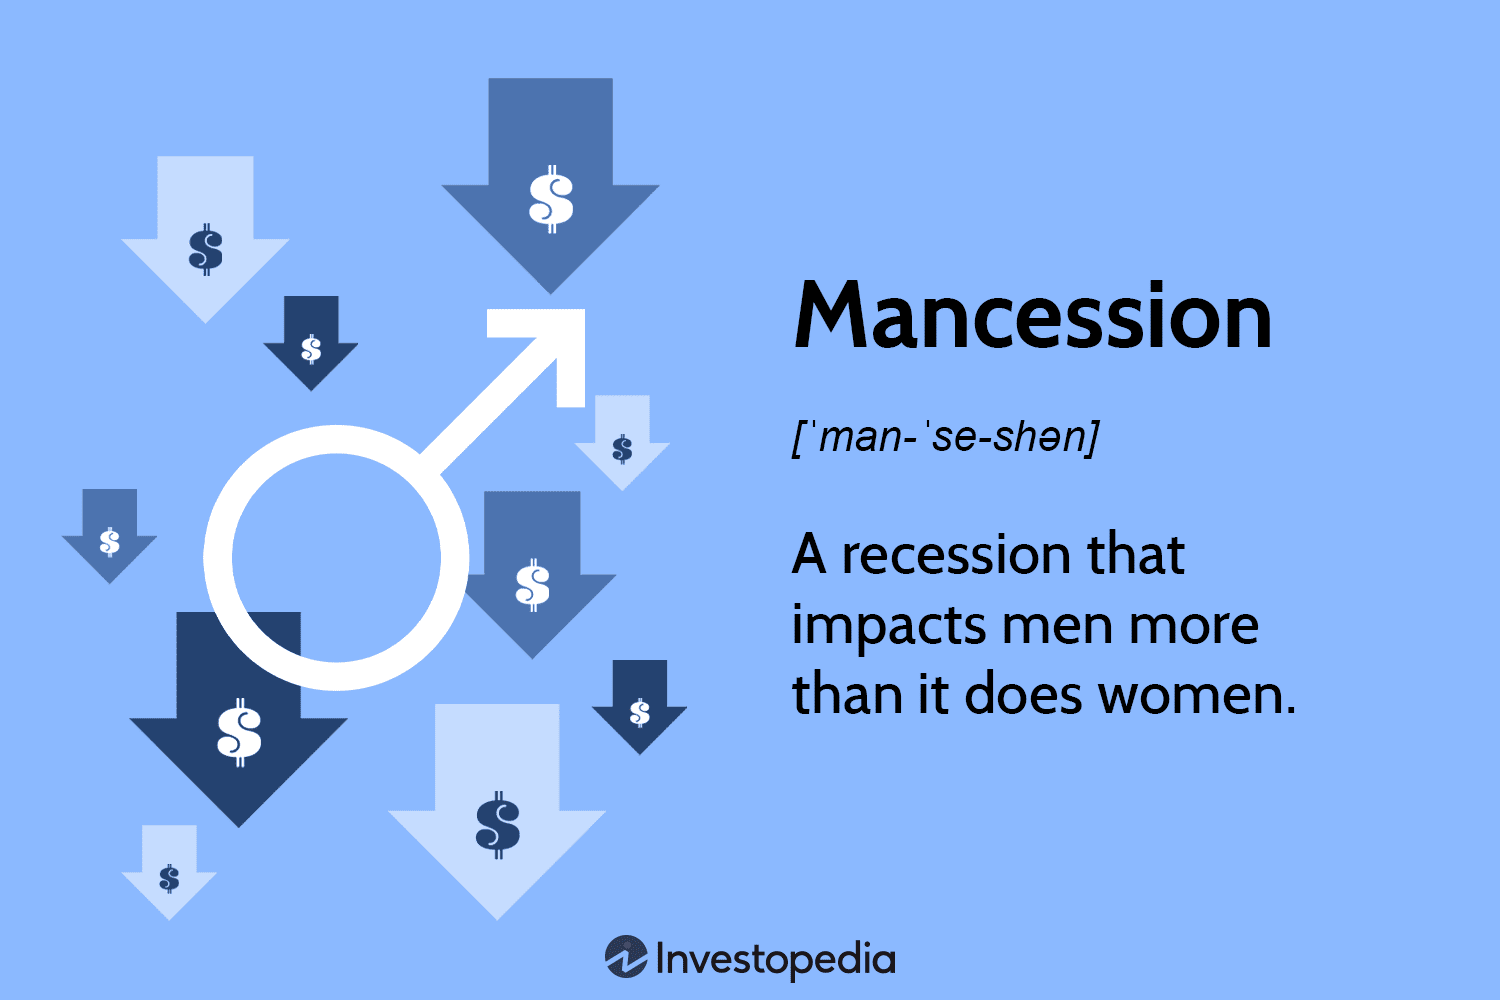 $
$
$
$
$
$
$
$
$
$
Mancession
[ˈman-ˈse-shən]
A recession that
impacts men more
than it does women.
Investopedia